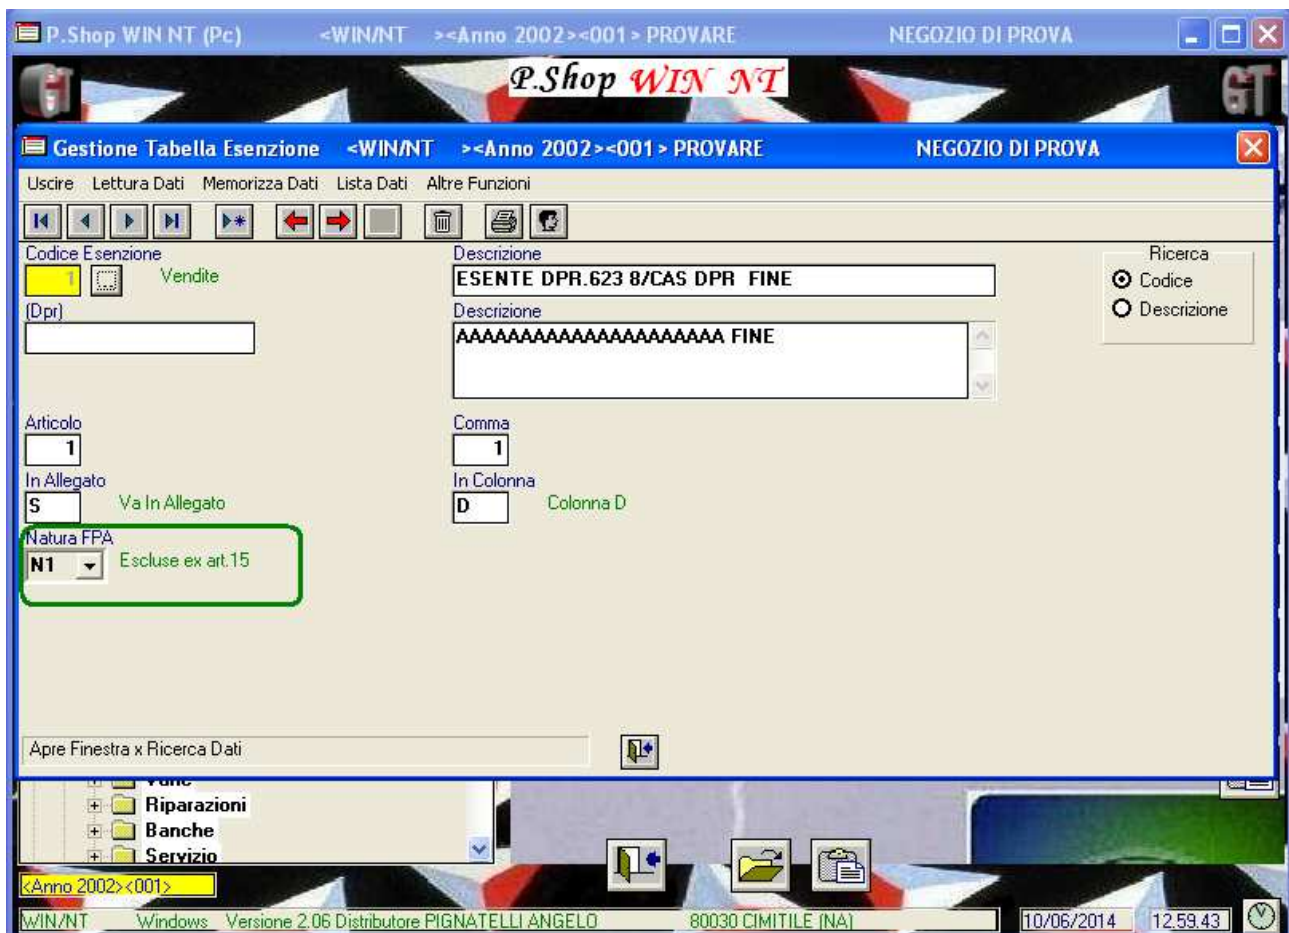 P.Shop WIN NT (Pc) <WIN/NT ><Anno 2002><001> PROVARE NEGOZIO DI PROVA
P.Shop WIN NT
GT GT
Gestione Tabella Esenzione <WIN/NT ><Anno 2002><001> PROVARE NEGOZIO DI PROVA
Uscire Lettura Dati Memorizza Dati Lista Dati Altre Funzioni
Codice Esenzione Descrizione Ricerca
1 ... Vendite ESENTE DPR.623 8/CAS DPR FINE Codice
(Dpr) Descrizione Descrizione
AAAAAAAAAAAAAAAAAAAAA FINE
Articolo Comma
1 1
In Allegato In Colonna
S Va In Allegato D Colonna D
Natura FPA
N1 Escluse ex art.15
Apre Finestra x Ricerca Dati
Riparazioni
Banche
Servizio
<Anno 2002><001>
WIN/NT Windows Versione 2.06 Distributore PIGNATELLI ANGELO 80030 CIMITILE (NA) 10/06/2014 12.59.43